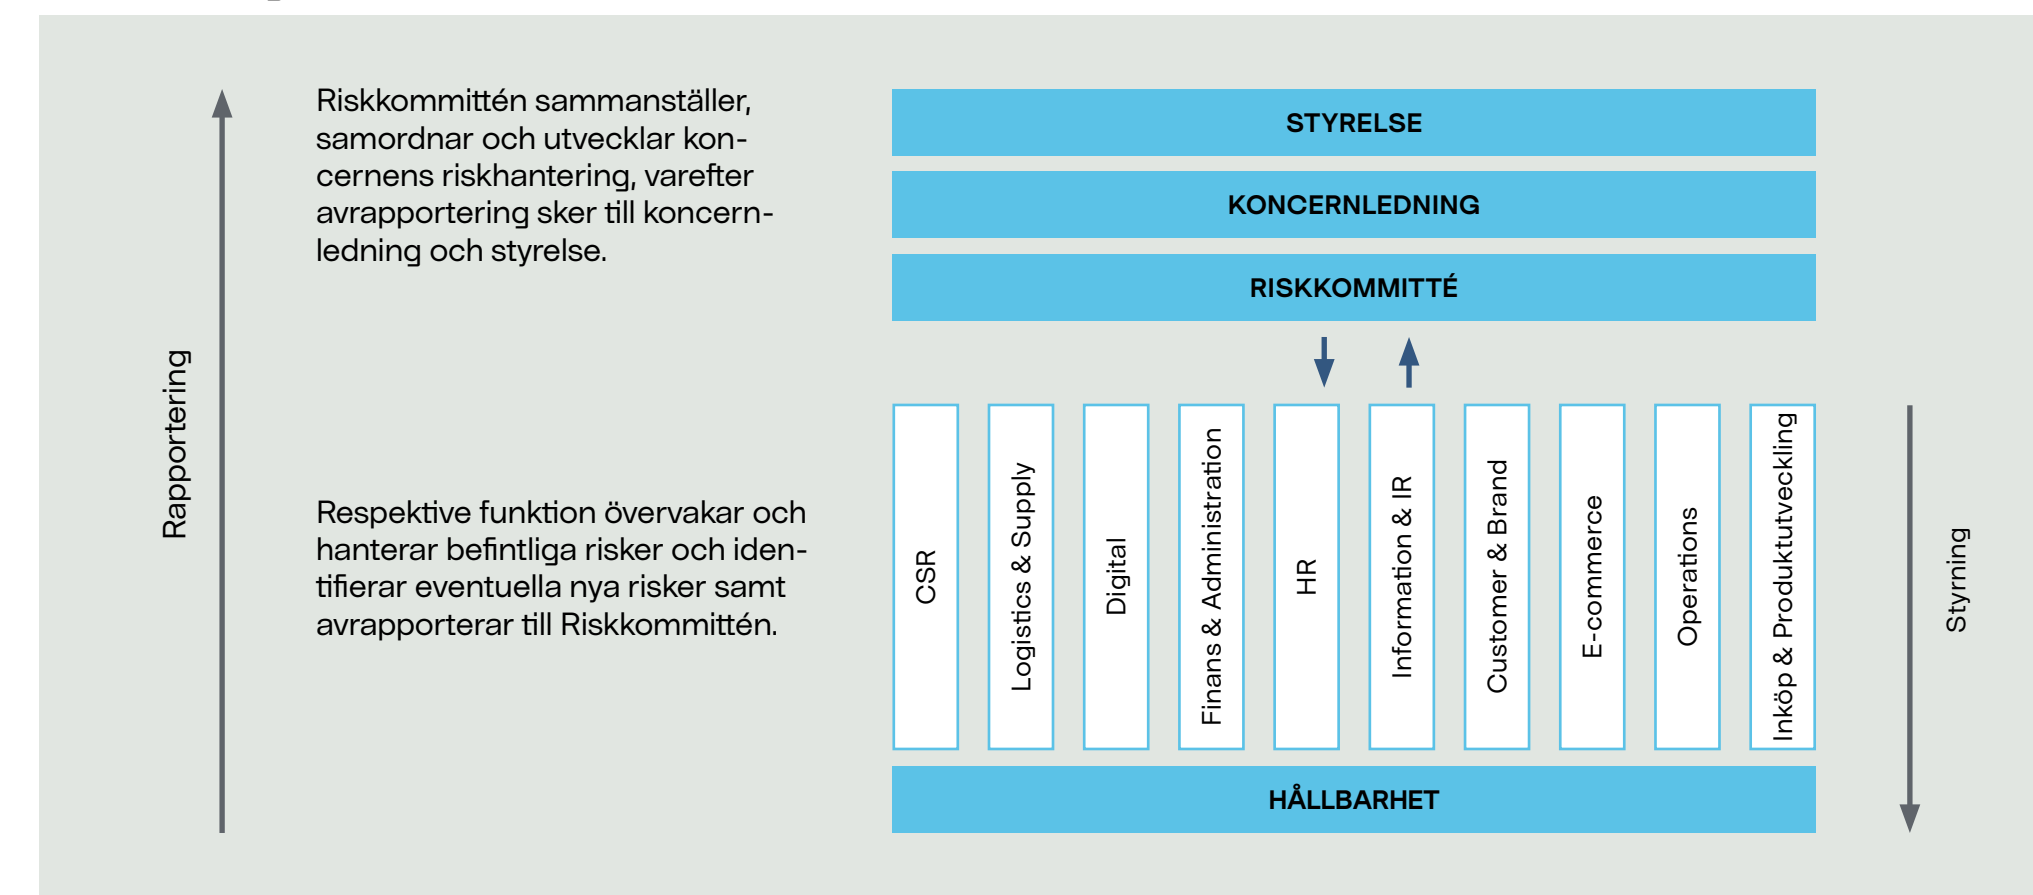 Rapportering
Riskkommittén sammanställer,
samordnar och utvecklar kon-
cernens riskhantering, varefter
avrapportering sker till koncern-
ledning och styrelse.
Respektive funktion övervakar och
hanterar befintliga risker och iden-
tifierar eventuella nya risker samt
avrapporterar till Riskkommittén.
STYRELSE
KONCERNLEDNING
RISKKOMMITTÉ
CSR
Logistics & Supply
Digital
Finans & Administration
HR
Information & IR
Customer & Brand
E-commerce
Operations
Inköp & Produktutveckling
HÅLLBARHET
Styrning